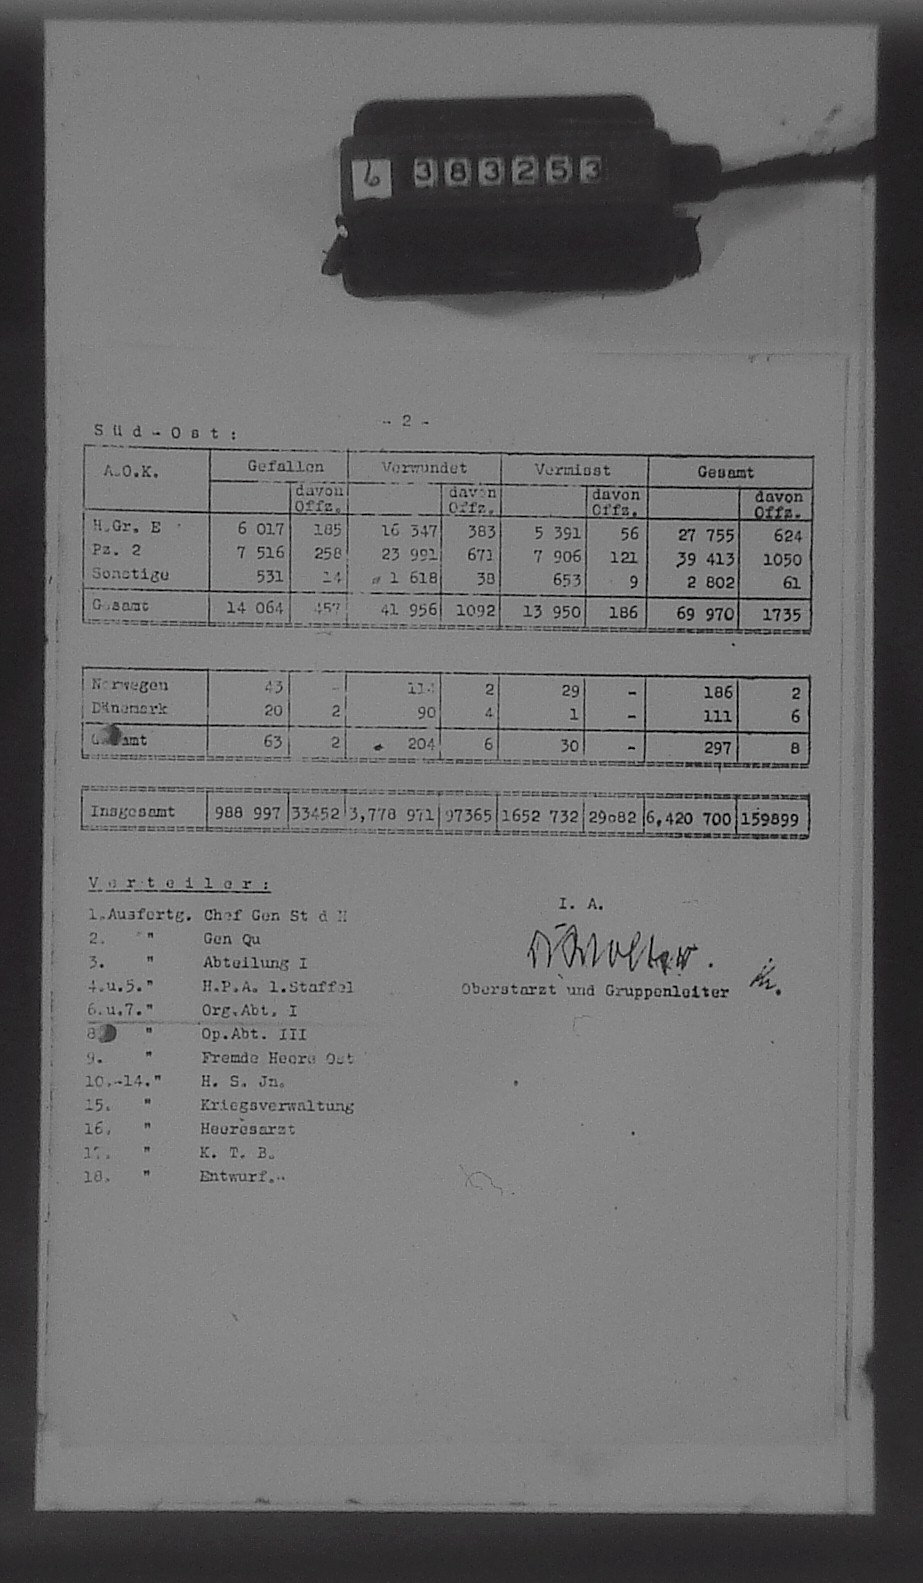 6 383253
- 2 -
Süd-Ost:
A.O.K. Gefallen Verwundet Vermisst Gesamt
davon Offz. davon Offz. davon Offz. davon Offz.
H.Gr. E 6 017 185 16 347 383 5 391 56 27 755 624
Pz. 2 7 516 258 23 991 671 7 906 121 39 413 1050
Sonstige 531 14 1 618 38 653 9 2 802 61
Gesamt 14 064 457 41 956 1092 13 950 186 69 970 1735
Norwegen 43 - 114 2 29 - 186 2
Dänemark 20 2 90 4 1 - 111 6
Gesamt 63 2 204 6 30 - 297 8
Insgesamt 988 997 33452 3,778 971 97365 1652 732 29082 6,420 700 159899
Verteiler:
I. A.
1.Ausfertg. Chef Gen St d H
2. " Gen Qu
3. " Abteilung I
4.u.5." H.P.A. 1.Staffel
Oberstarzt und Gruppenleiter
6.u.7." Org.Abt. I
8 " Op.Abt. III
9. " Fremde Heere Ost
10.-14." H. S. Jn.
15. " Kriegsverwaltung
16. " Heeresarzt
17. " K. T. B.
18. " Entwurf.-